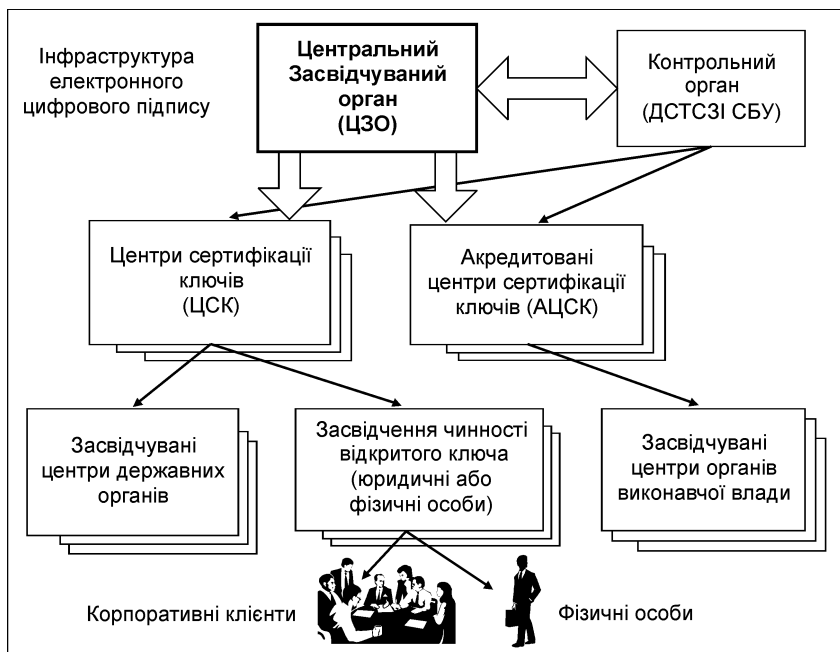 Інфраструктура
електронного
цифрового підпису
Центральний
Засвідчуваний
орган
(ЦЗО)
Контрольний
орган
(ДСТСЗІ СБУ)
Центри сертифікації
ключів
(ЦСК)
Акредитовані
центри сертифікації
ключів (АЦСК)
Засвідчувані
центри державних
органів
Засвідчення чинності
відкритого ключа
(юридичні або
фізичні особи)
Засвідчувані
центри органів
виконавчої влади
Корпоративні клієнти
Фізичні особи